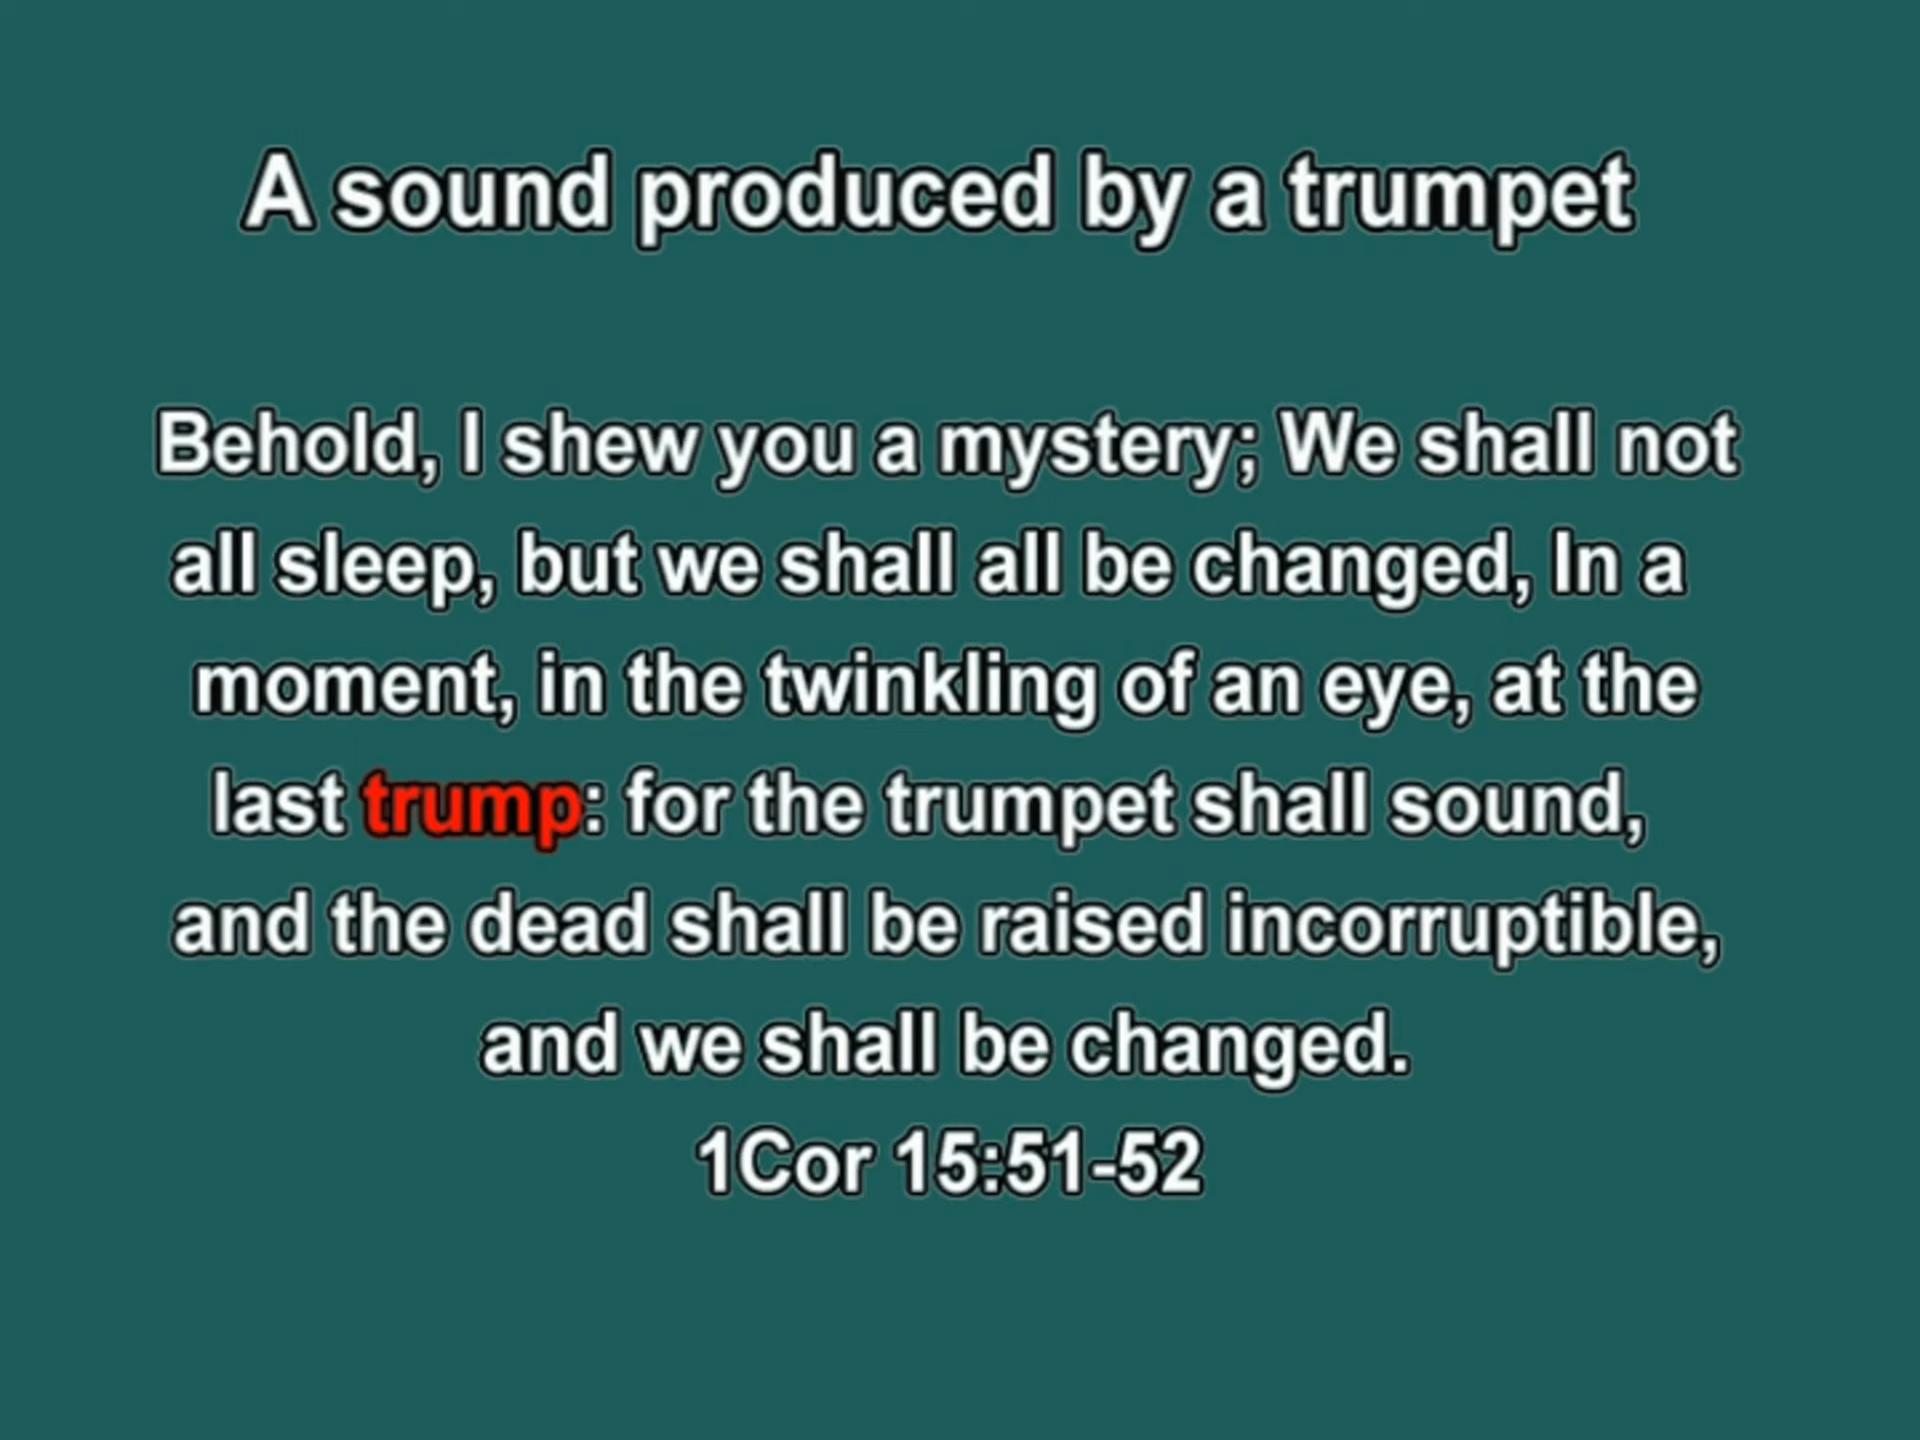 A sound produced by a trumpet
Behold, I shew you a mystery; We shall not
all sleep, but we shall all be changed, In a
moment, in the twinkling of an eye, at the
last trump: for the trumpet shall sound,
and the dead shall be raised incorruptible,
and we shall be changed.
1Cor 15:51-52